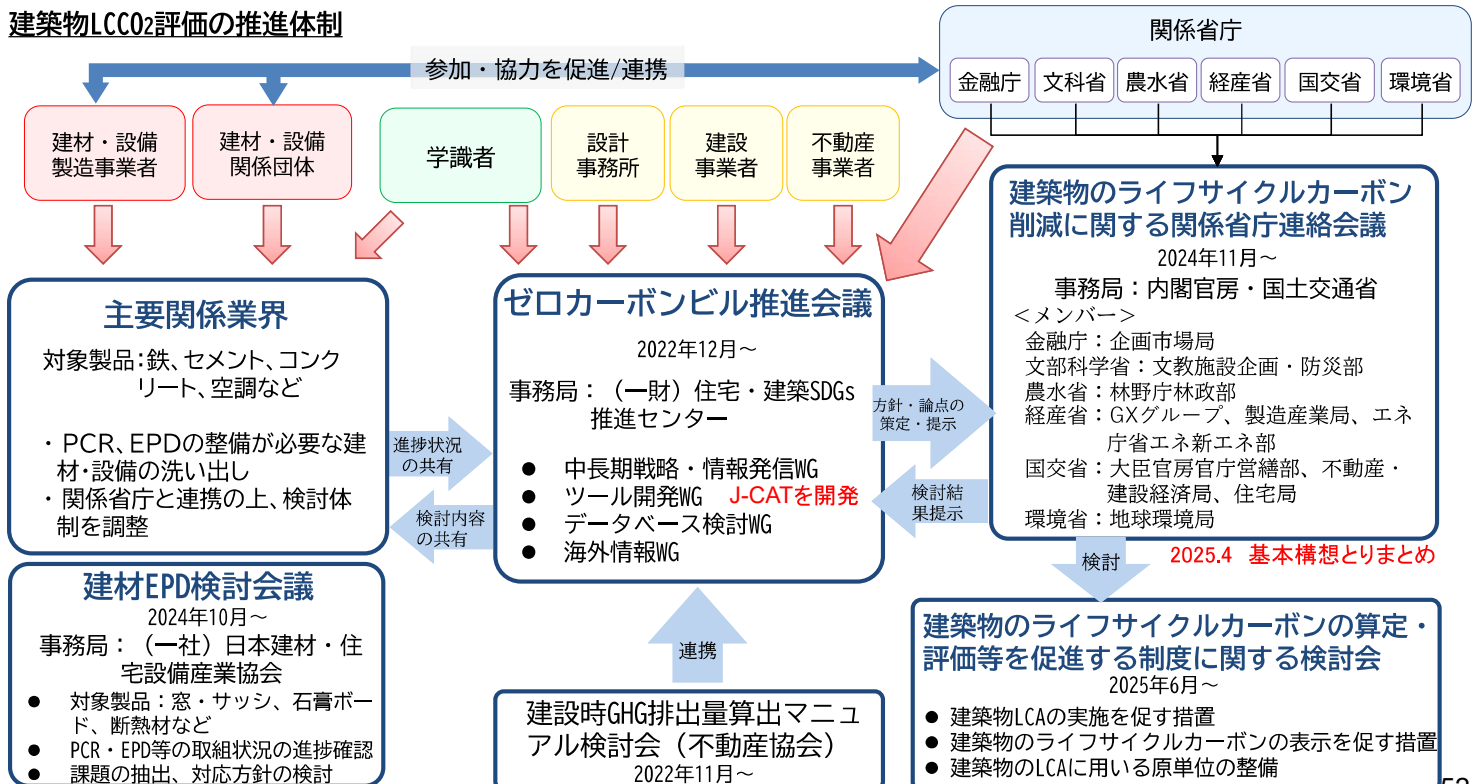 建築物LCCO₂評価の推進体制
関係省庁
参加・協力を促進/連携
金融庁
文科省
農水省
経産省
国交省
環境省
建材・設備
製造事業者
建材・設備
関係団体
学識者
設計
事務所
建設
事業者
不動産
事業者
主要関係業界
対象製品：鉄、セメント、コンク
リート、空調など
・PCR、EPDの整備が必要な建
材・設備の洗い出し
・関係省庁と連携の上、検討体
制を調整
進捗状況
の共有
検討内容
の共有
ゼロカーボンビル推進会議
2022年12月～
事務局：（一財）住宅・建築SDGs
推進センター
● 中長期戦略・情報発信WG
● ツール開発WG J-CATを開発
● データベース検討WG
● 海外情報WG
方針・論点の
策定・提示
検討結
果提示
建築物のライフサイクルカーボン
削減に関する関係省庁連絡会議
2024年11月～
事務局：内閣官房・国土交通省
＜メンバー＞
金融庁：企画市場局
文部科学省：文教施設企画・防災部
農水省：林野庁林政部
経産省：GXグループ、製造産業局、エネ
庁省エネ新エネ部
国交省：大臣官房官庁営繕部、不動産・
建設経済局、住宅局
環境省：地球環境局
検討
2025.4 基本構想とりまとめ
建材EPD検討会議
2024年10月～
事務局：（一社）日本建材・住
宅設備産業協会
● 対象製品：窓・サッシ、石膏ボー
ド、断熱材など
● PCR・EPD等の取組状況の進捗確認
● 課題の抽出、対応方針の検討
連携
建設時GHG排出量算出マニュ
アル検討会（不動産協会）
2022年11月～
建築物のライフサイクルカーボンの算定・
評価等を促進する制度に関する検討会
2025年6月～
● 建築物LCAの実施を促す措置
● 建築物のライフサイクルカーボンの表示を促す措置
● 建築物のLCAに用いる原単位の整備